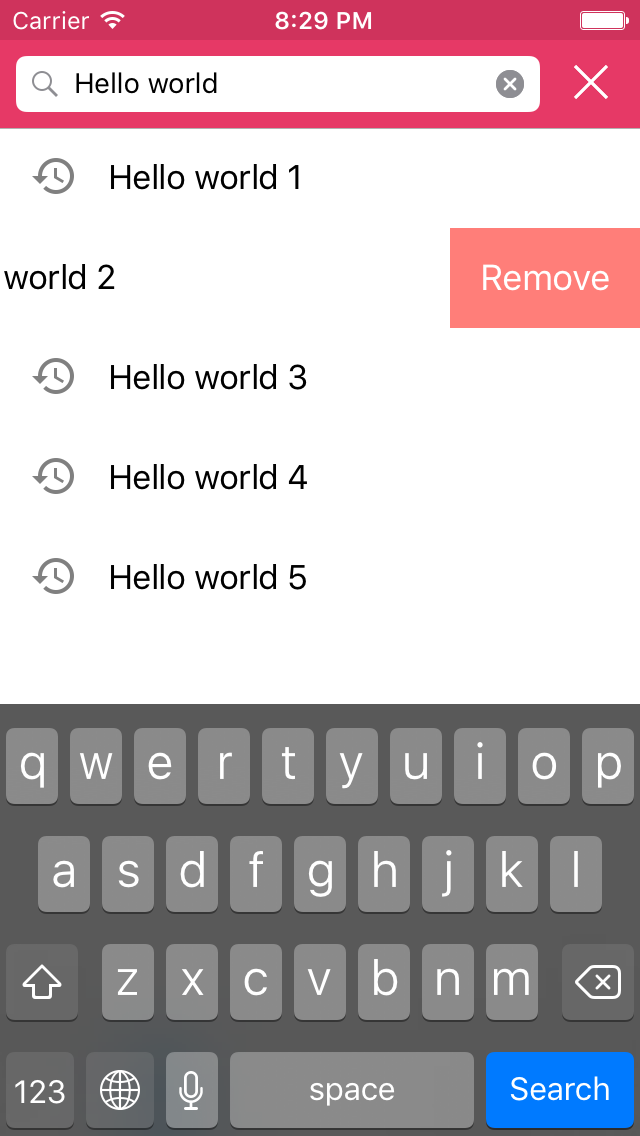 Carrier 8:29 PM
Hello world
Hello world 1
world 2 Remove
Hello world 3
Hello world 4
Hello world 5
q w e r t y u i o p
a s d f g h j k l
z x c v b n m
123 space Search